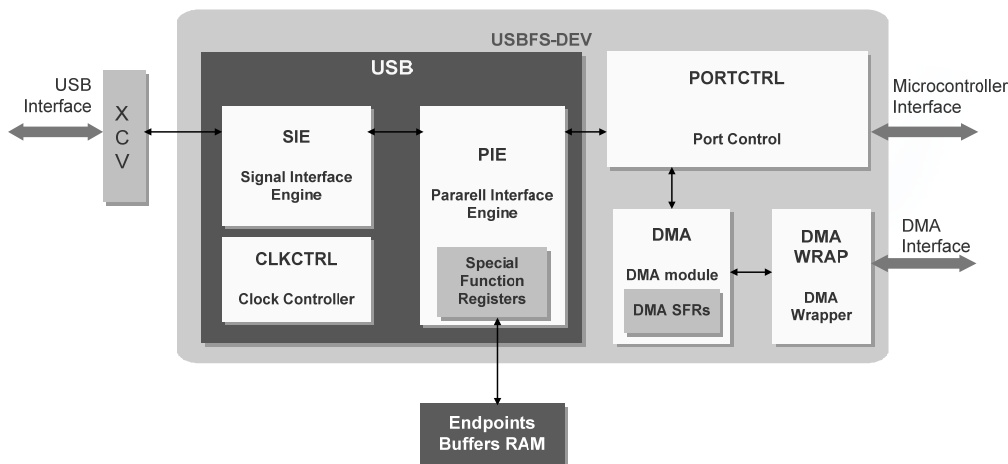 USBFS-DEV
USB
USB
Interface
X
C
V
SIE
Signal Interface
Engine
CLKCTRL
Clock Controller
PIE
Pararell Interface
Engine
Special
Function
Registers
PORTCTRL
Port Control
Microcontroller
Interface
DMA
DMA module
DMA SFRs
DMA
WRAP
DMA
Wrapper
DMA
Interface
Endpoints
Buffers RAM